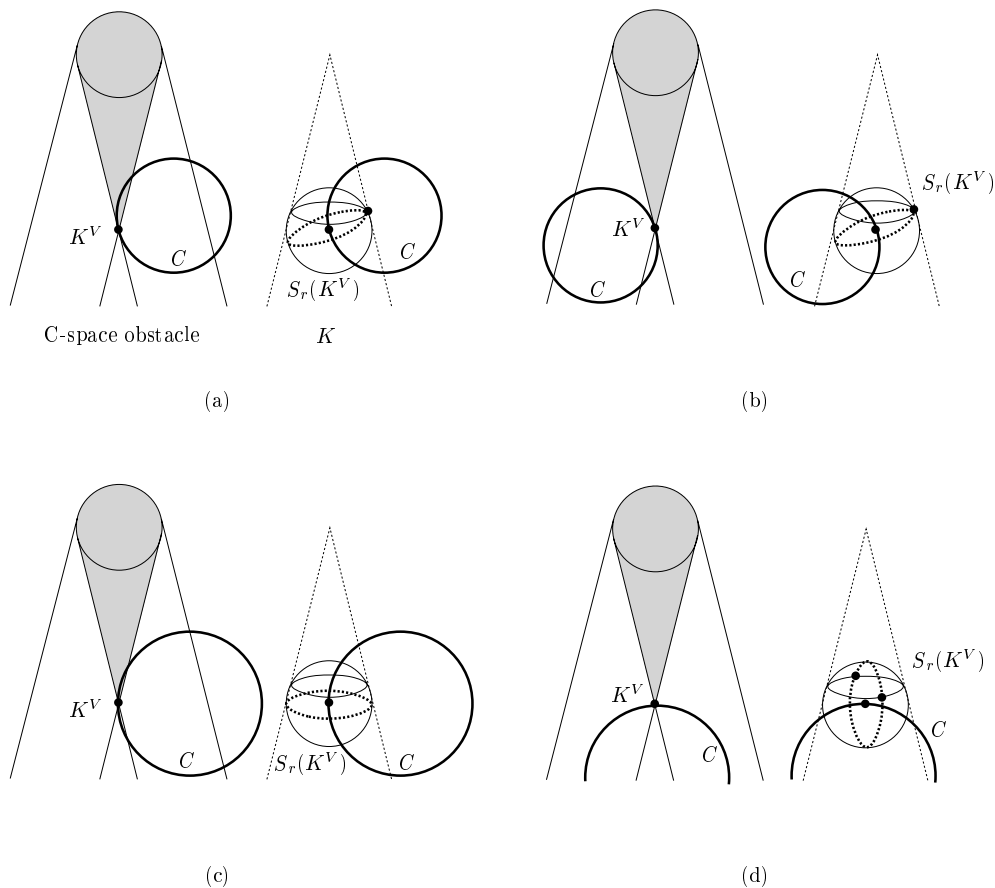 K^V
C
C
S_r(K^V)
C-space obstacle
K
(a)
S_r(K^V)
K^V
C
C
(b)
K^V
C
C
S_r(K^V)
(c)
S_r(K^V)
K^V
C
C
(d)